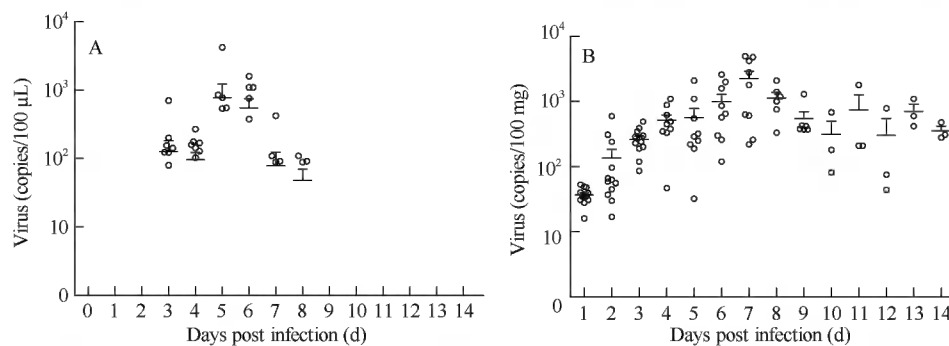 A
Virus (copies/100 μL)
10⁴
10³
10²
10
0
0 1 2 3 4 5 6 7 8 9 10 11 12 13 14
Days post infection (d)
B
Virus (copies/100 mg)
10⁴
10³
10²
10
0
1 2 3 4 5 6 7 8 9 10 11 12 13 14
Days post infection (d)